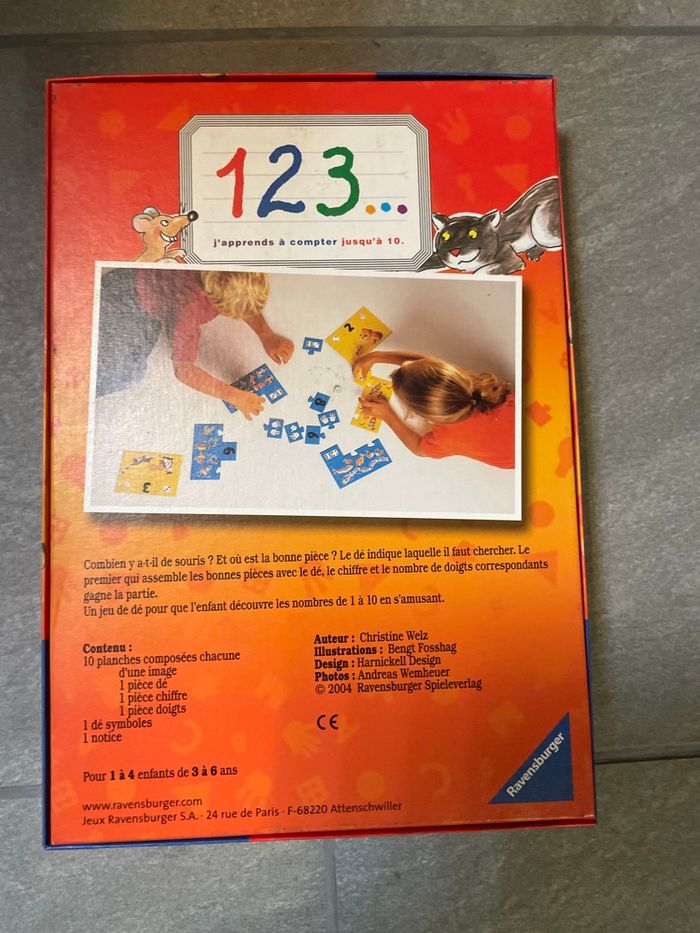 123...
j'apprends à compter jusqu'à 10.
2
8
6
6
3
Combien y a-t-il de souris ? Et où est la bonne pièce ? Le dé indique laquelle il faut chercher. Le
premier qui assemble les bonnes pièces avec le dé, le chiffre et le nombre de doigts correspondants
gagne la partie.
Un jeu de dé pour que l'enfant découvre les nombres de 1 à 10 en s'amusant.
Contenu :
10 planches composées chacune
d'une image
1 pièce dé
1 pièce chiffre
1 pièce doigts
1 dé symboles
1 notice
Auteur : Christine Welz
Illustrations : Bengt Fosshag
Design : Harnickell Design
Photos : Andreas Wemheuer
© 2004 Ravensburger Spieleverlag
CE
Pour 1 à 4 enfants de 3 à 6 ans
www.ravensburger.com
Jeux Ravensburger S.A. · 24 rue de Paris · F-68220 Attenschwiller
Ravensburger